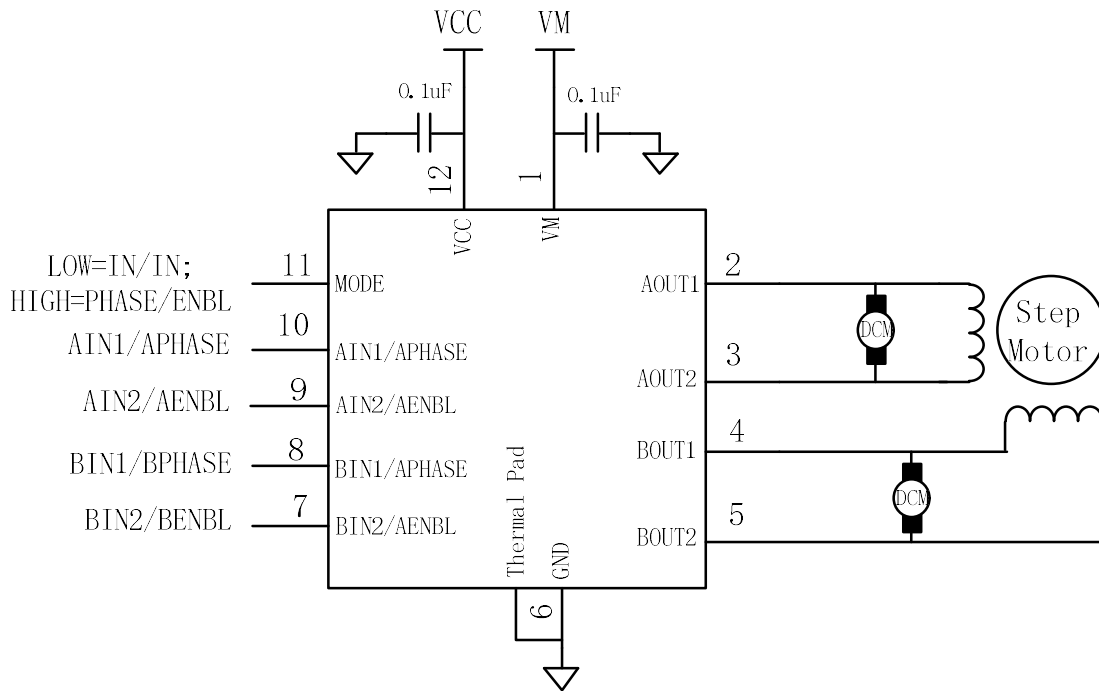 VCC
VM
0.1uF
0.1uF
12
1
VCC
VM
LOW=IN/IN;
HIGH=PHASE/ENBL
11
MODE
AIN1/APHASE
10
AIN1/APHASE
AIN2/AENBL
9
AIN2/AENBL
BIN1/BPHASE
8
BIN1/APHASE
BIN2/BENBL
7
BIN2/AENBL
AOUT1
2
AOUT2
3
BOUT1
4
BOUT2
5
DCM
Step
Motor
DCM
Thermal Pad
GND
6